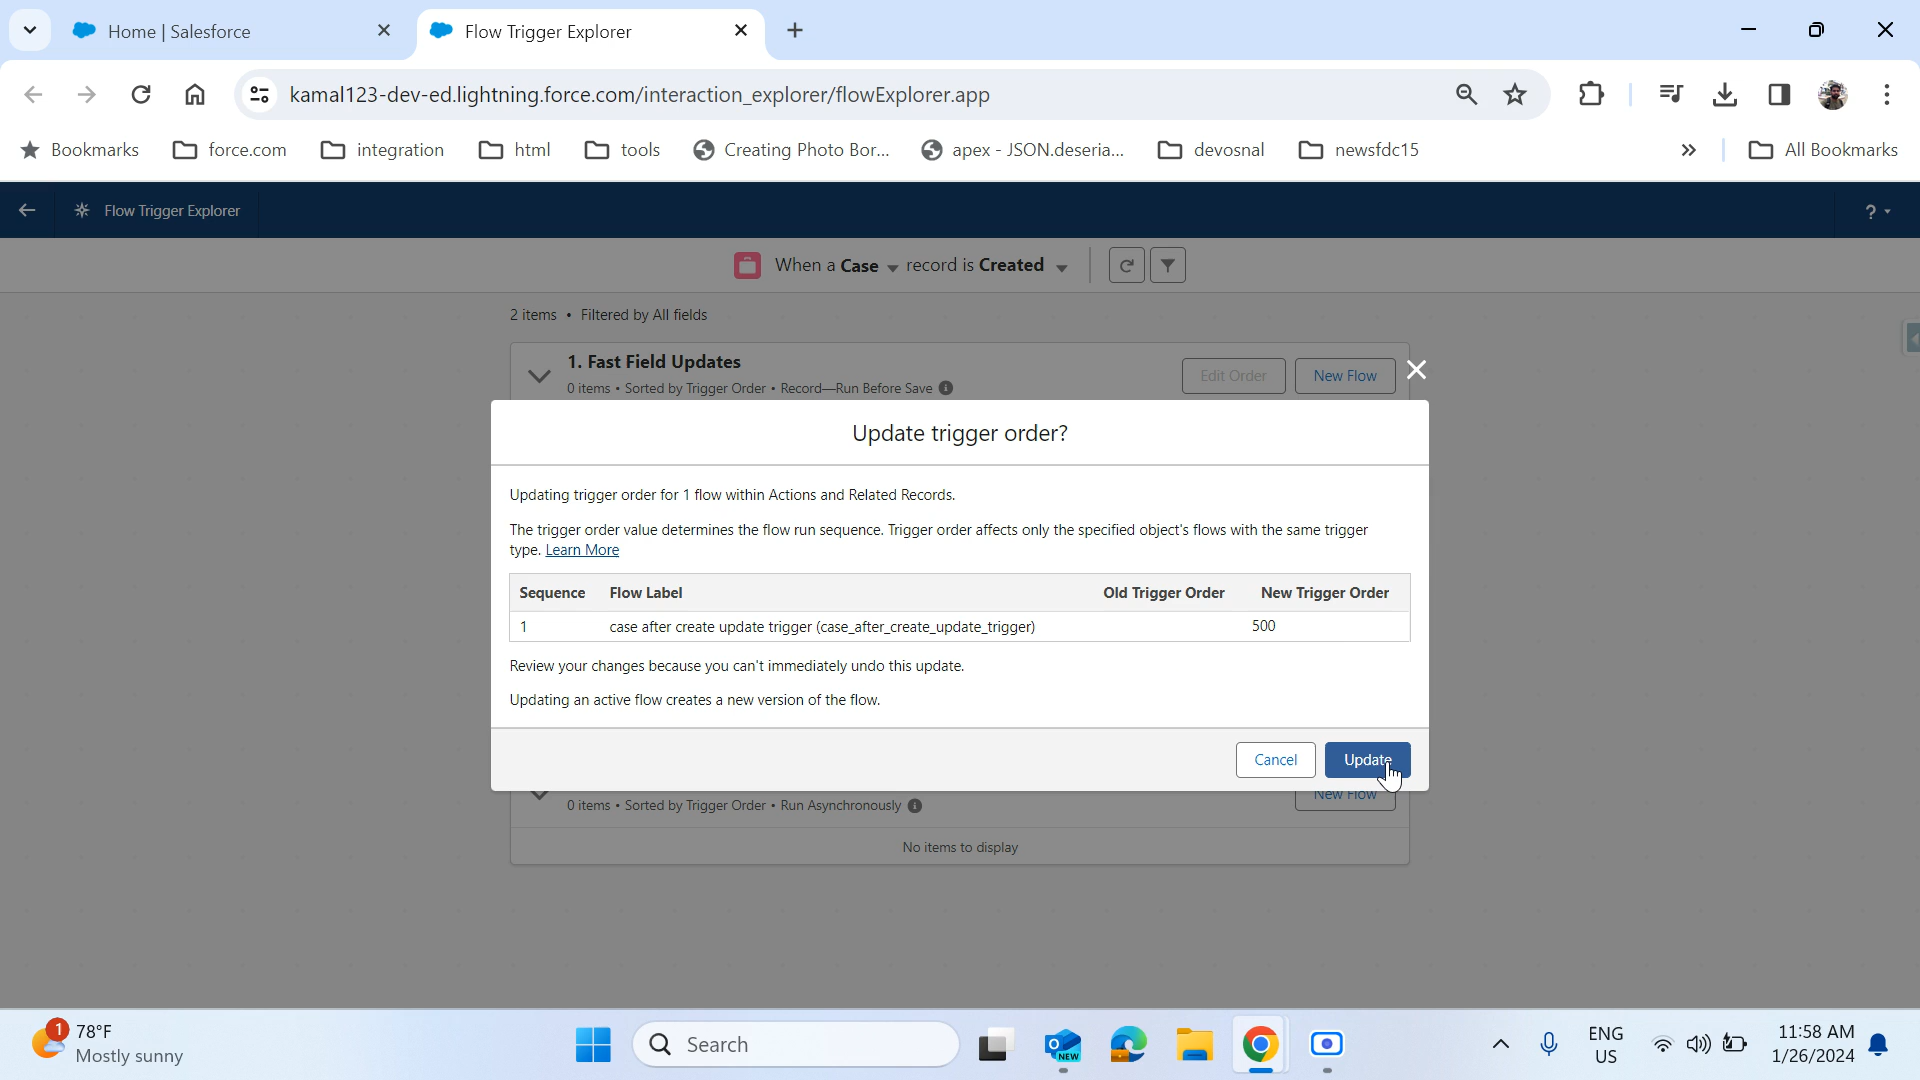 Home | Salesforce
Flow Trigger Explorer
kamal123-dev-ed.lightning.force.com/interaction_explorer/flowExplorer.app
Bookmarks force.com integration html tools Creating Photo Bor... apex - JSON.deseria... devosnal newsfdc15 » All Bookmarks
Flow Trigger Explorer ?
When a Case record is Created
2 items • Filtered by All fields
1. Fast Field Updates
0 items • Sorted by Trigger Order • Record—Run Before Save
Edit Order New Flow
Update trigger order?
Updating trigger order for 1 flow within Actions and Related Records.
The trigger order value determines the flow run sequence. Trigger order affects only the specified object's flows with the same trigger
type. Learn More
Sequence Flow Label Old Trigger Order New Trigger Order
1 case after create update trigger (case_after_create_update_trigger) 500
Review your changes because you can't immediately undo this update.
Updating an active flow creates a new version of the flow.
Cancel Update
New Flow
0 items • Sorted by Trigger Order • Run Asynchronously
No items to display
1 78°F
Mostly sunny
Search
NEW
ENG
US
11:58 AM
1/26/2024